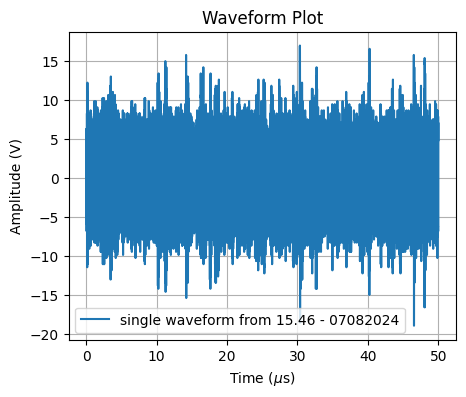 Waveform Plot
Amplitude (V)
15
10
5
0
−5
−10
−15
−20
single waveform from 15.46 - 07082024
0 10 20 30 40 50
Time (μs)